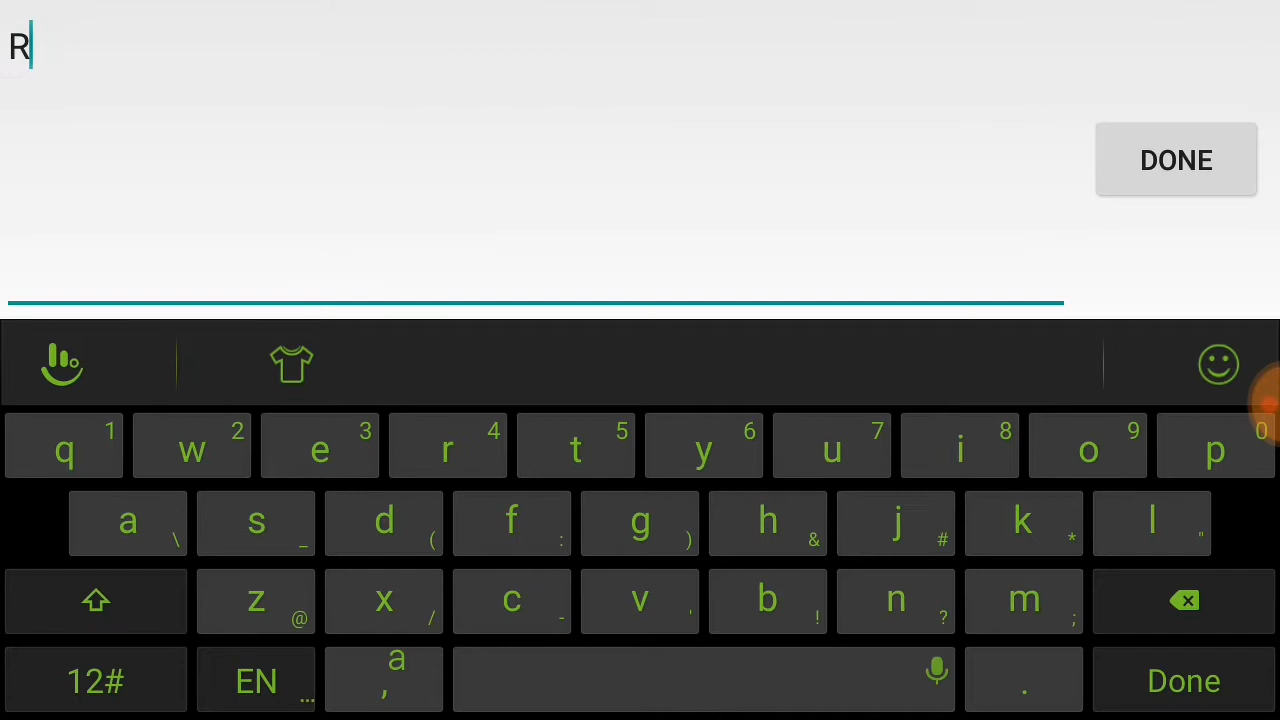 R
DONE
q 1 w 2 e 3 r 4 t 5 y 6 u 7 i 8 o 9 p 0
a \ s _ d ( f : g ) h & j # k * l "
z @ x / c - v ' b ! n ? m ;
12# EN ... a , . Done